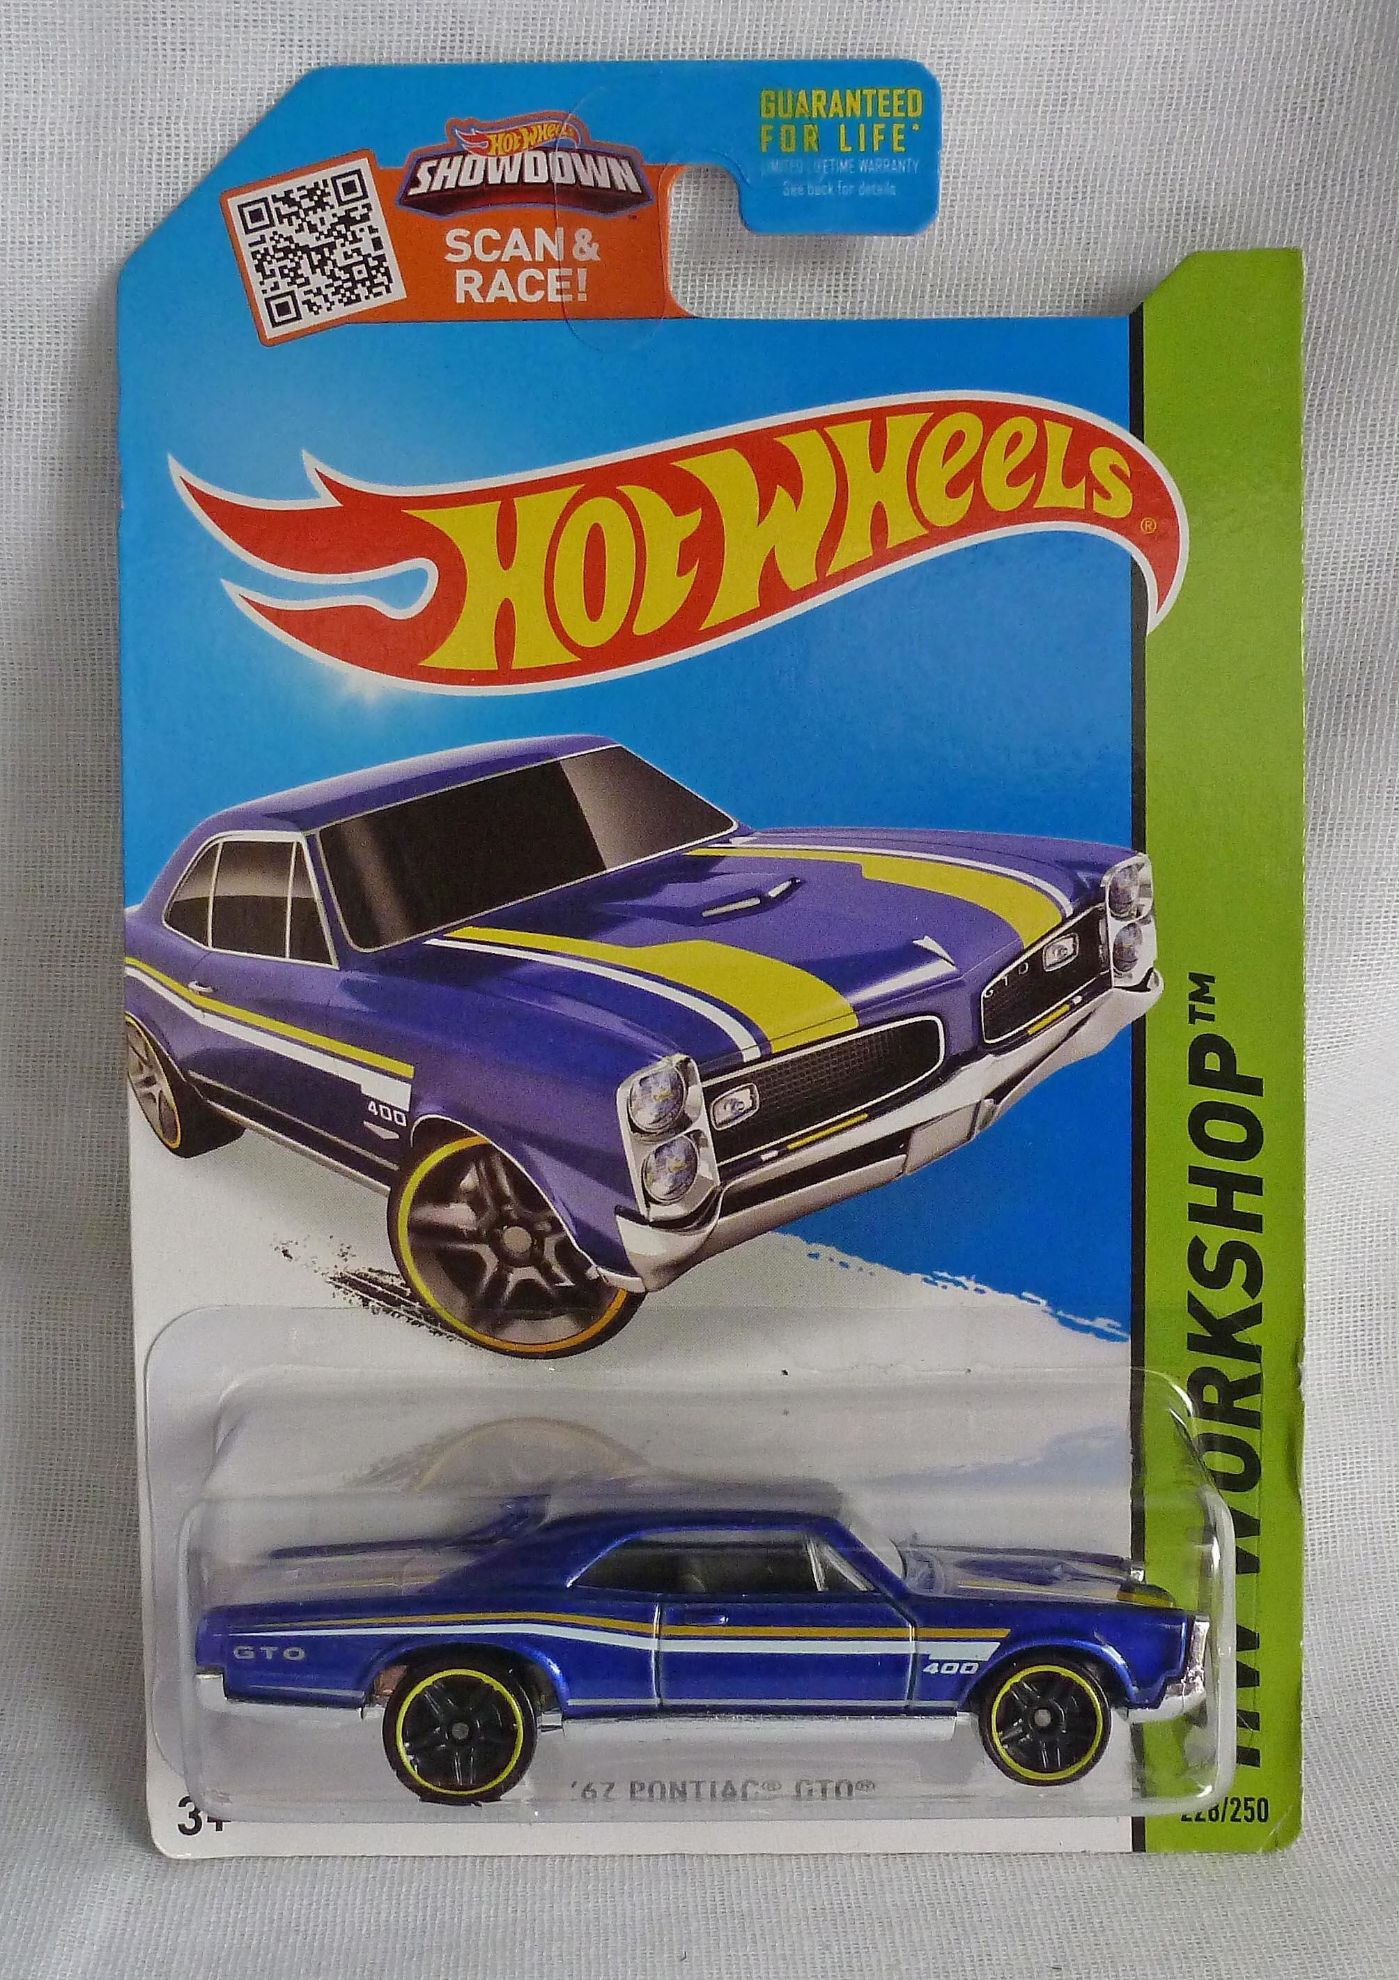 GUARANTEED
FOR LIFE*
LIMITED LIFETIME WARRANTY
See back for details
HOT WHEELS
SHOWDOWN™
SCAN &
RACE!
HOT WHEELS®
GTO
400
HW WORKSHOP™
GTO
400
'67 PONTIAC® GTO®
3+
228/250